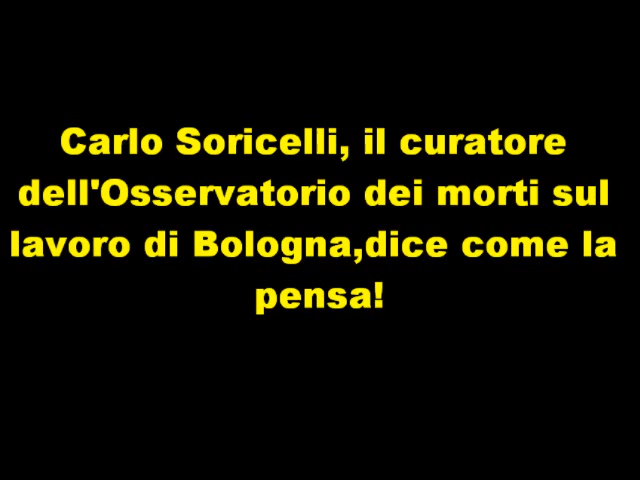 Carlo Soricelli, il curatore
dell'Osservatorio dei morti sul
lavoro di Bologna,dice come la
pensa!